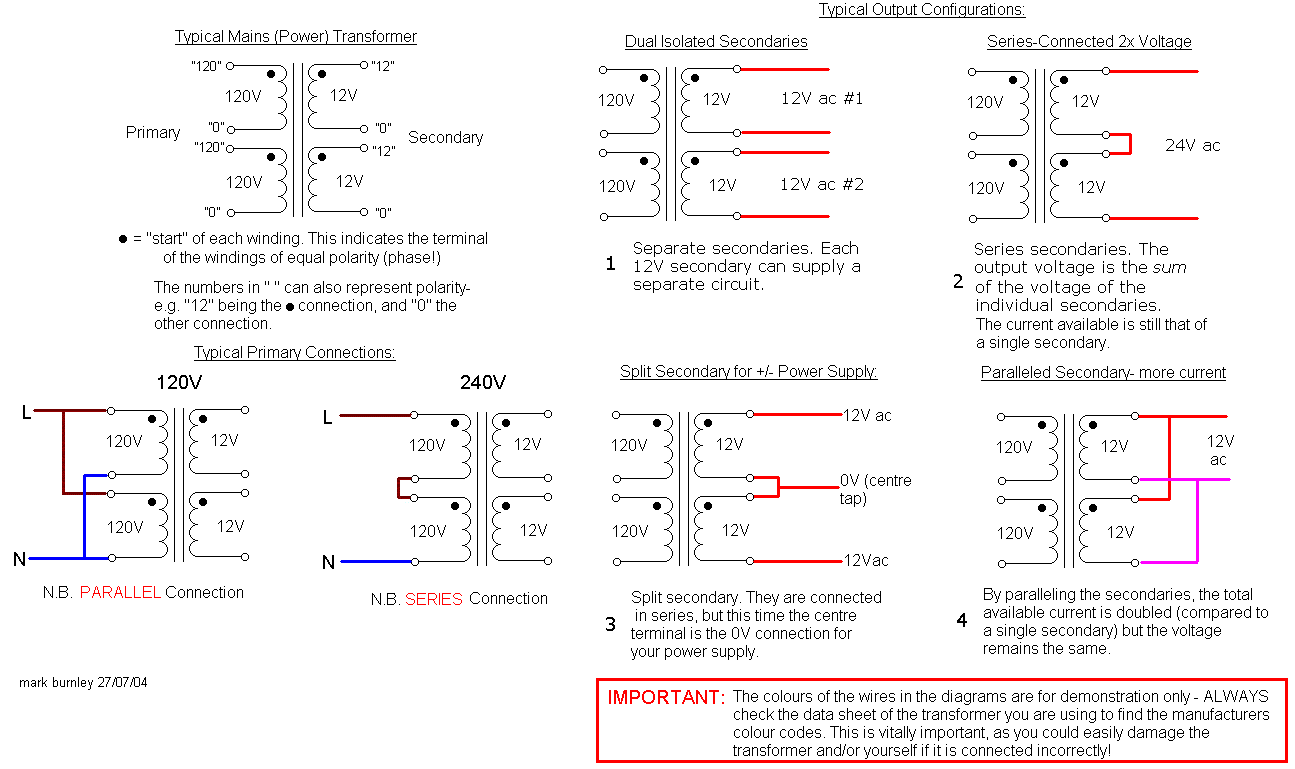 Typical Mains (Power) Transformer
"120"
"12"
120V
12V
"0"
"0"
Primary
Secondary
"120"
"12"
120V
12V
"0"
"0"
● = "start" of each winding. This indicates the terminal
of the windings of equal polarity (phase!)
The numbers in " " can also represent polarity-
e.g. "12" being the ● connection, and "0" the
other connection.
Typical Primary Connections:
120V
L
120V
12V
120V
12V
N
N.B. PARALLEL Connection
240V
L
120V
12V
120V
12V
N
N.B. SERIES Connection
mark burnley 27/07/04
Typical Output Configurations:
Dual Isolated Secondaries
120V
12V
12V ac #1
120V
12V
12V ac #2
1
Separate secondaries. Each
12V secondary can supply a
separate circuit.
Series-Connected 2x Voltage
120V
12V
24V ac
120V
12V
2
Series secondaries. The
output voltage is the sum
of the voltage of the
individual secondaries.
The current available is still that of
a single secondary.
Split Secondary for +/- Power Supply:
12V ac
120V
12V
0V (centre
tap)
120V
12V
12Vac
3
Split secondary. They are connected
in series, but this time the centre
terminal is the 0V connection for
your power supply.
Paralleled Secondary- more current
120V
12V
12V
ac
120V
12V
4
By paralleling the secondaries, the total
available current is doubled (compared to
a single secondary) but the voltage
remains the same.
IMPORTANT: The colours of the wires in the diagrams are for demonstration only - ALWAYS
check the data sheet of the transformer you are using to find the manufacturers
colour codes. This is vitally important, as you could easily damage the
transformer and/or yourself if it is connected incorrectly!